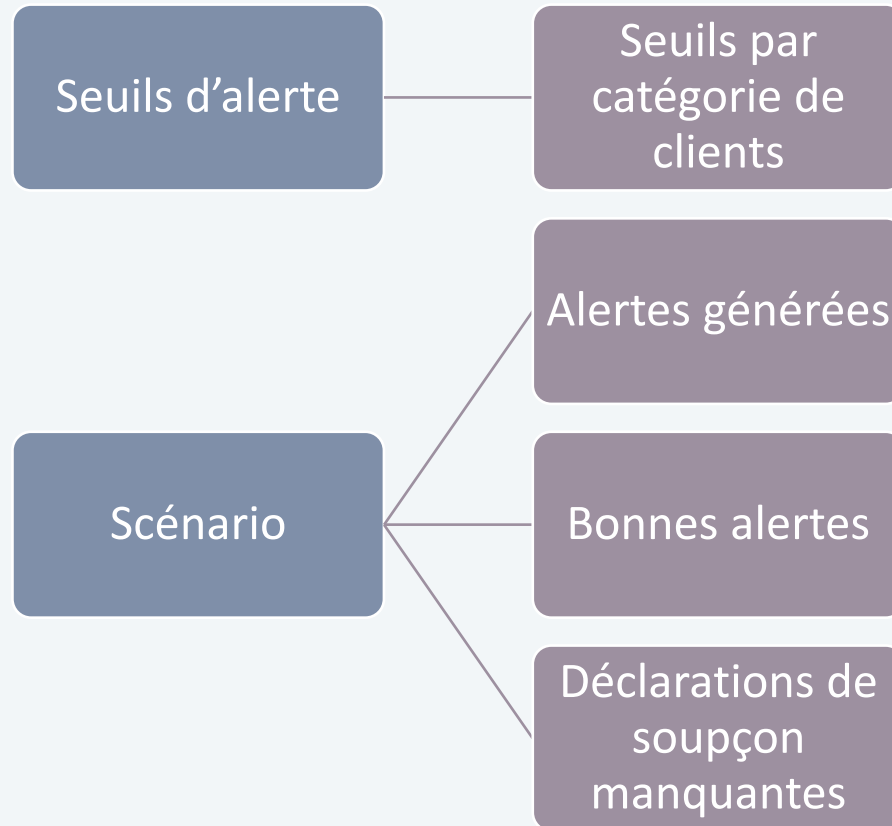 Seuils d’alerte
Seuils par
catégorie de
clients
Alertes générées
Scénario
Bonnes alertes
Déclarations de
soupçon
manquantes